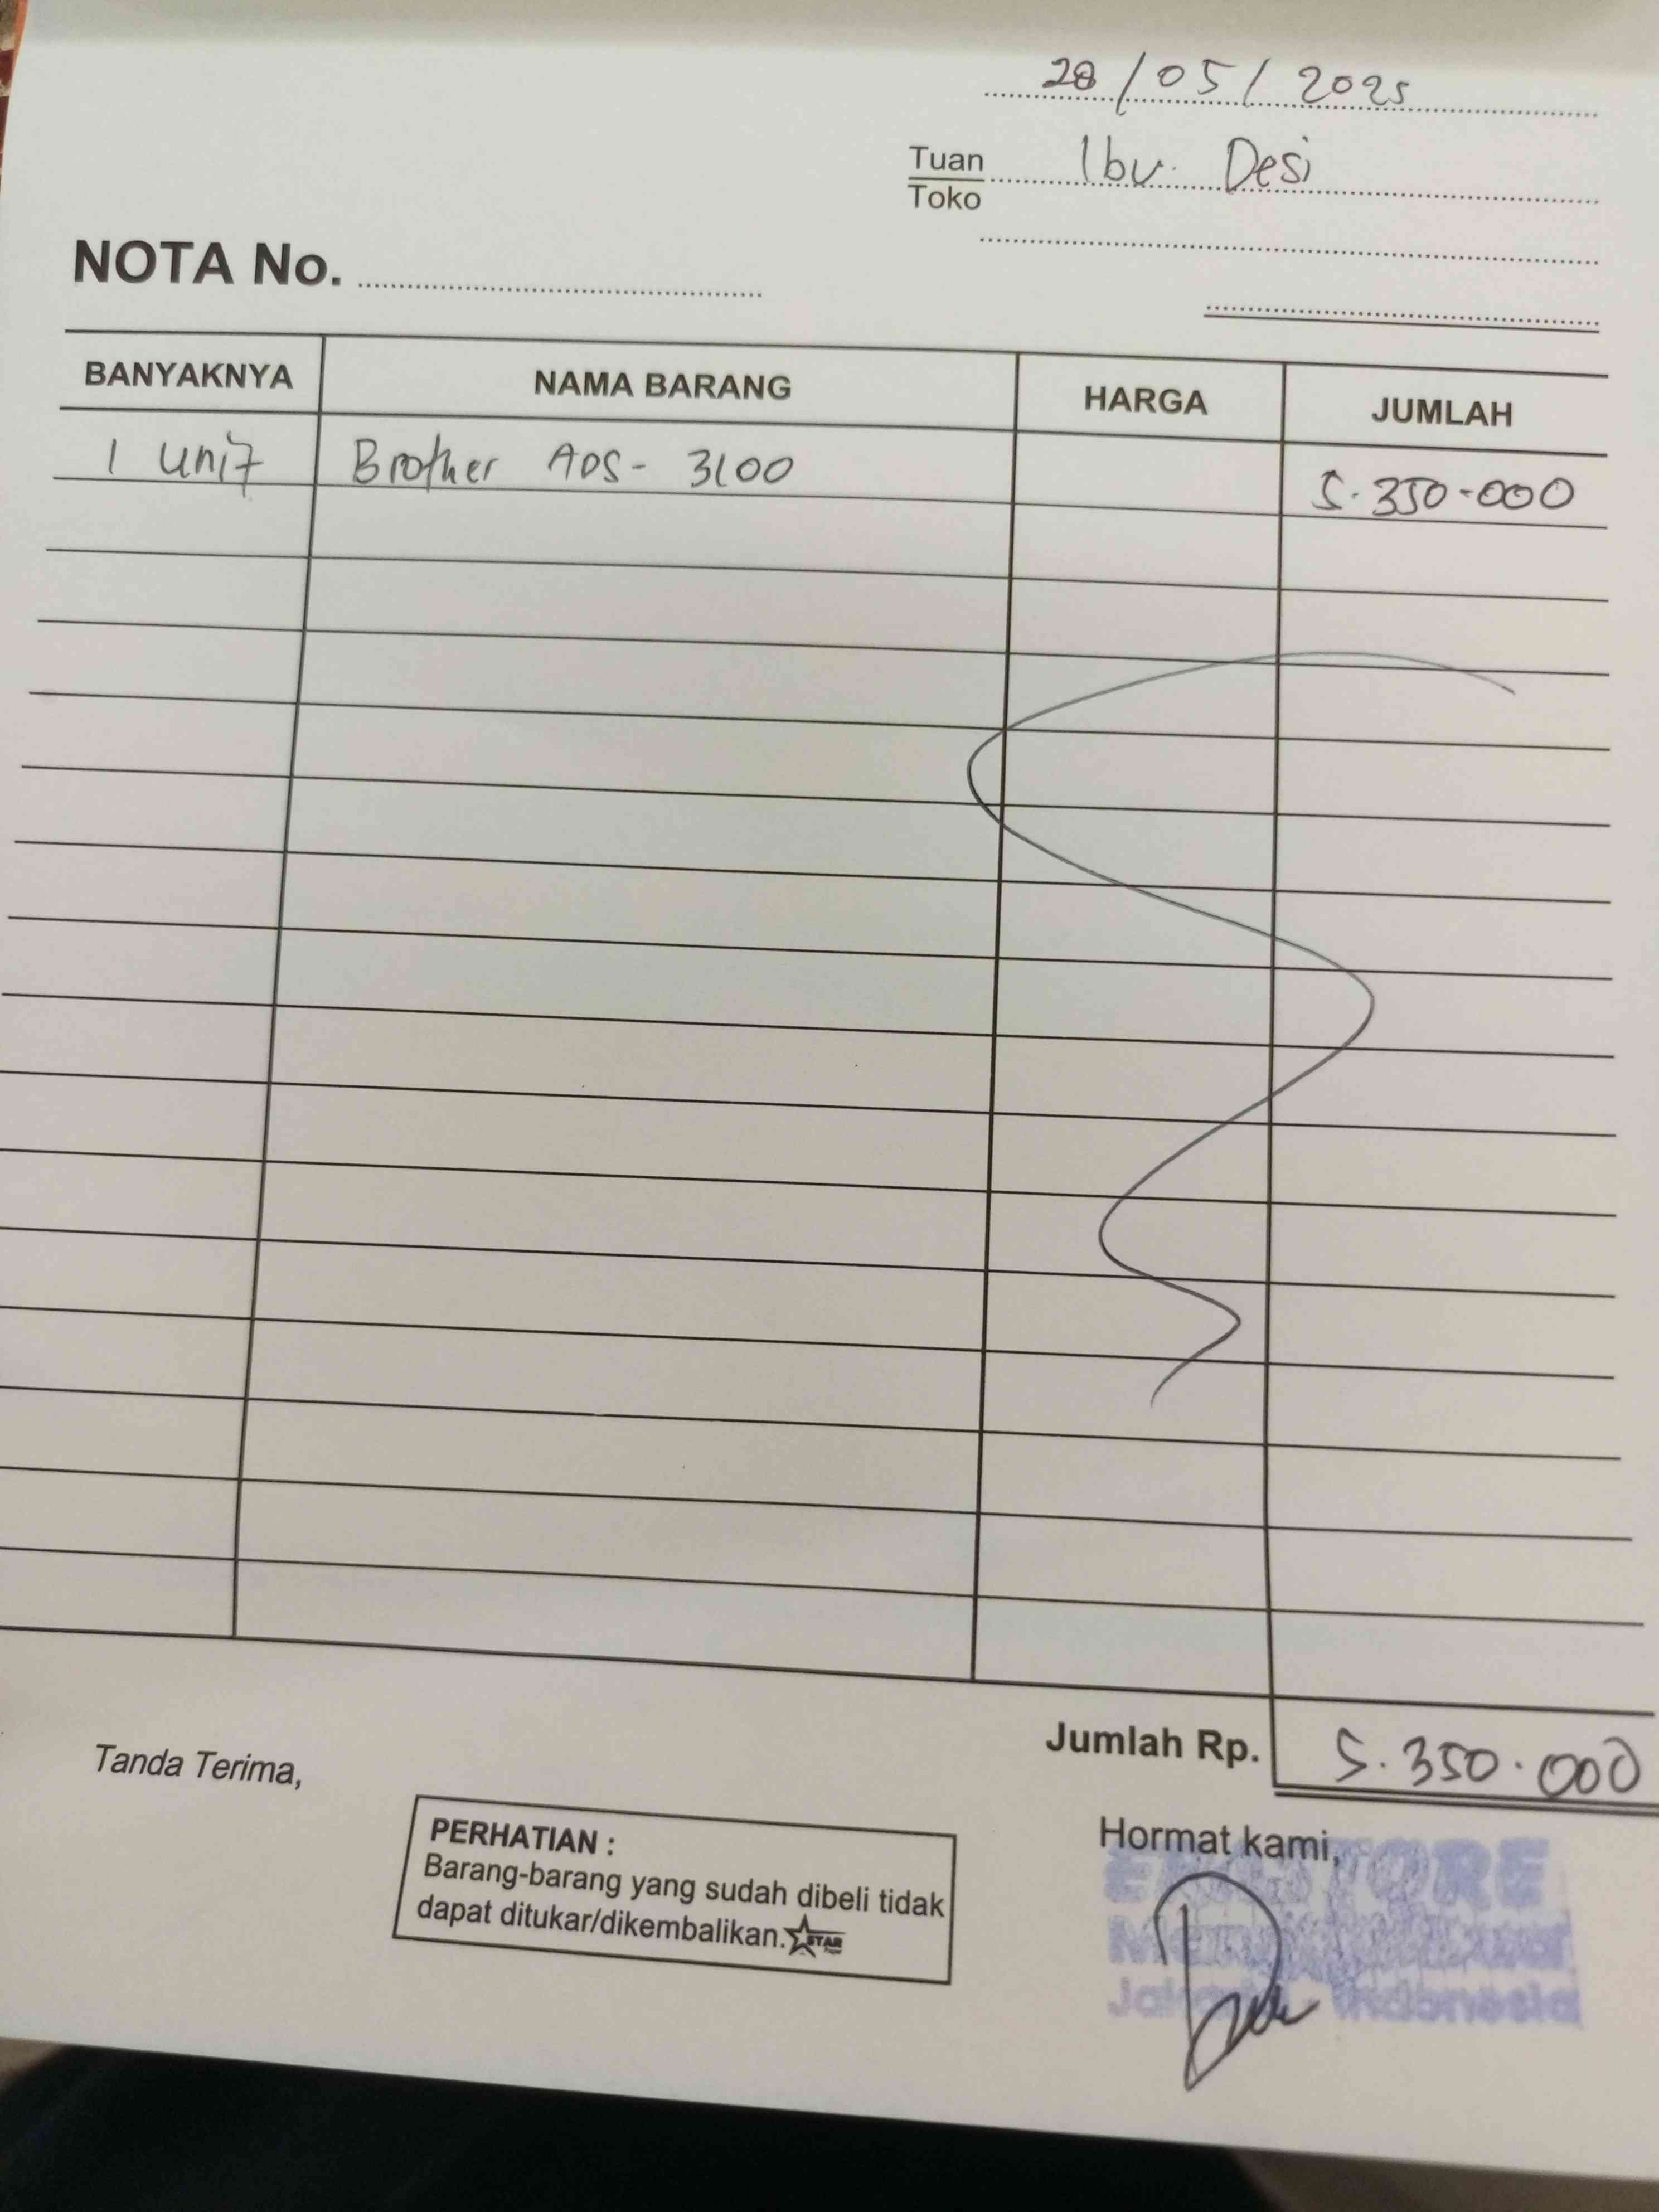 28/05/2025
Tuan Ibu. Desi
Toko
NOTA No.
BANYAKNYA NAMA BARANG HARGA JUMLAH
1 Unit Brother ADS - 3100 5.350.000
Jumlah Rp. 5.350.000
Tanda Terima,
Hormat kami,
PERHATIAN :
Barang-barang yang sudah dibeli tidak
dapat ditukar/dikembalikan. STAR
Indonesia